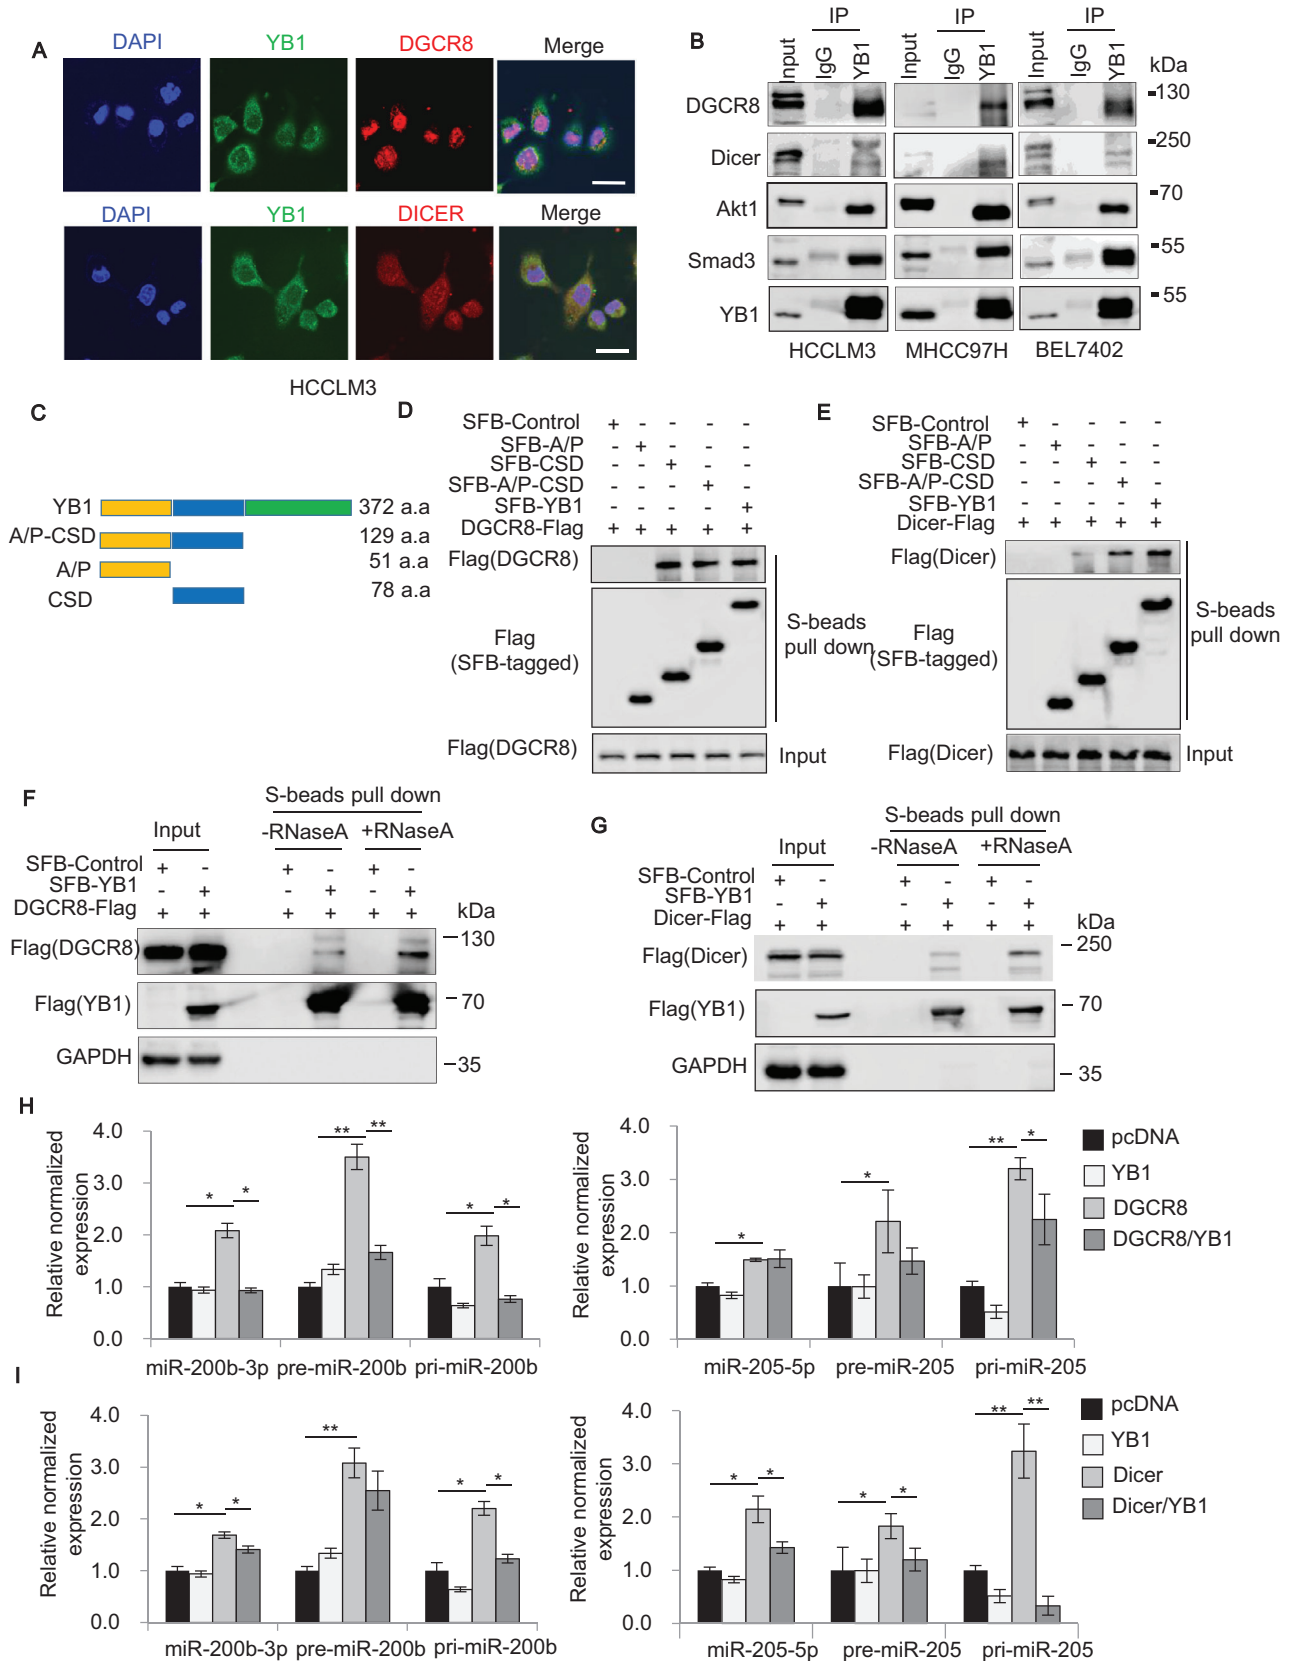 A
DAPI YB1 DGCR8 Merge
DAPI YB1 DICER Merge
HCCLM3
B
IP IP IP
Input IgG YB1 Input IgG YB1 Input IgG YB1 kDa
DGCR8 -130
Dicer -250
Akt1 -70
Smad3 -55
YB1 -55
HCCLM3 MHCC97H BEL7402
C
YB1 372 a.a
A/P-CSD 129 a.a
A/P 51 a.a
CSD 78 a.a
D
SFB-Control + - - - -
SFB-A/P - + - - -
SFB-CSD - - + - -
SFB-A/P-CSD - - - + -
SFB-YB1 - - - - +
DGCR8-Flag + + + + +
Flag(DGCR8)
Flag
(SFB-tagged)
S-beads
pull down
Flag(DGCR8) Input
E
SFB-Control + - - - -
SFB-A/P - + - - -
SFB-CSD - - + - -
SFB-A/P-CSD - - - + -
SFB-YB1 - - - - +
Dicer-Flag + + + + +
Flag(Dicer)
Flag
(SFB-tagged)
S-beads
pull down
Flag(Dicer) Input
F
S-beads pull down
Input -RNaseA +RNaseA
SFB-Control + - + - + -
SFB-YB1 - + - + - +
DGCR8-Flag + + + + + + kDa
Flag(DGCR8) -130
Flag(YB1) -70
GAPDH -35
G
S-beads pull down
Input -RNaseA +RNaseA
SFB-Control + - + - + -
SFB-YB1 - + - + - +
Dicer-Flag + + + + + + kDa
Flag(Dicer) - 250
Flag(YB1) - 70
GAPDH - 35
H
Relative normalized
expression
4.0
3.0
2.0
1.0
0.0
* * ** ** * *
miR-200b-3p pre-miR-200b pri-miR-200b
Relative normalized
expression
4.0
3.0
2.0
1.0
0.0
* * ** *
miR-205-5p pre-miR-205 pri-miR-205
pcDNA
YB1
DGCR8
DGCR8/YB1
I
Relative normalized
expression
4.0
3.0
2.0
1.0
0.0
* * ** * *
miR-200b-3p pre-miR-200b pri-miR-200b
Relative normalized
expression
4.0
3.0
2.0
1.0
0.0
* * * * ** **
miR-205-5p pre-miR-205 pri-miR-205
pcDNA
YB1
Dicer
Dicer/YB1